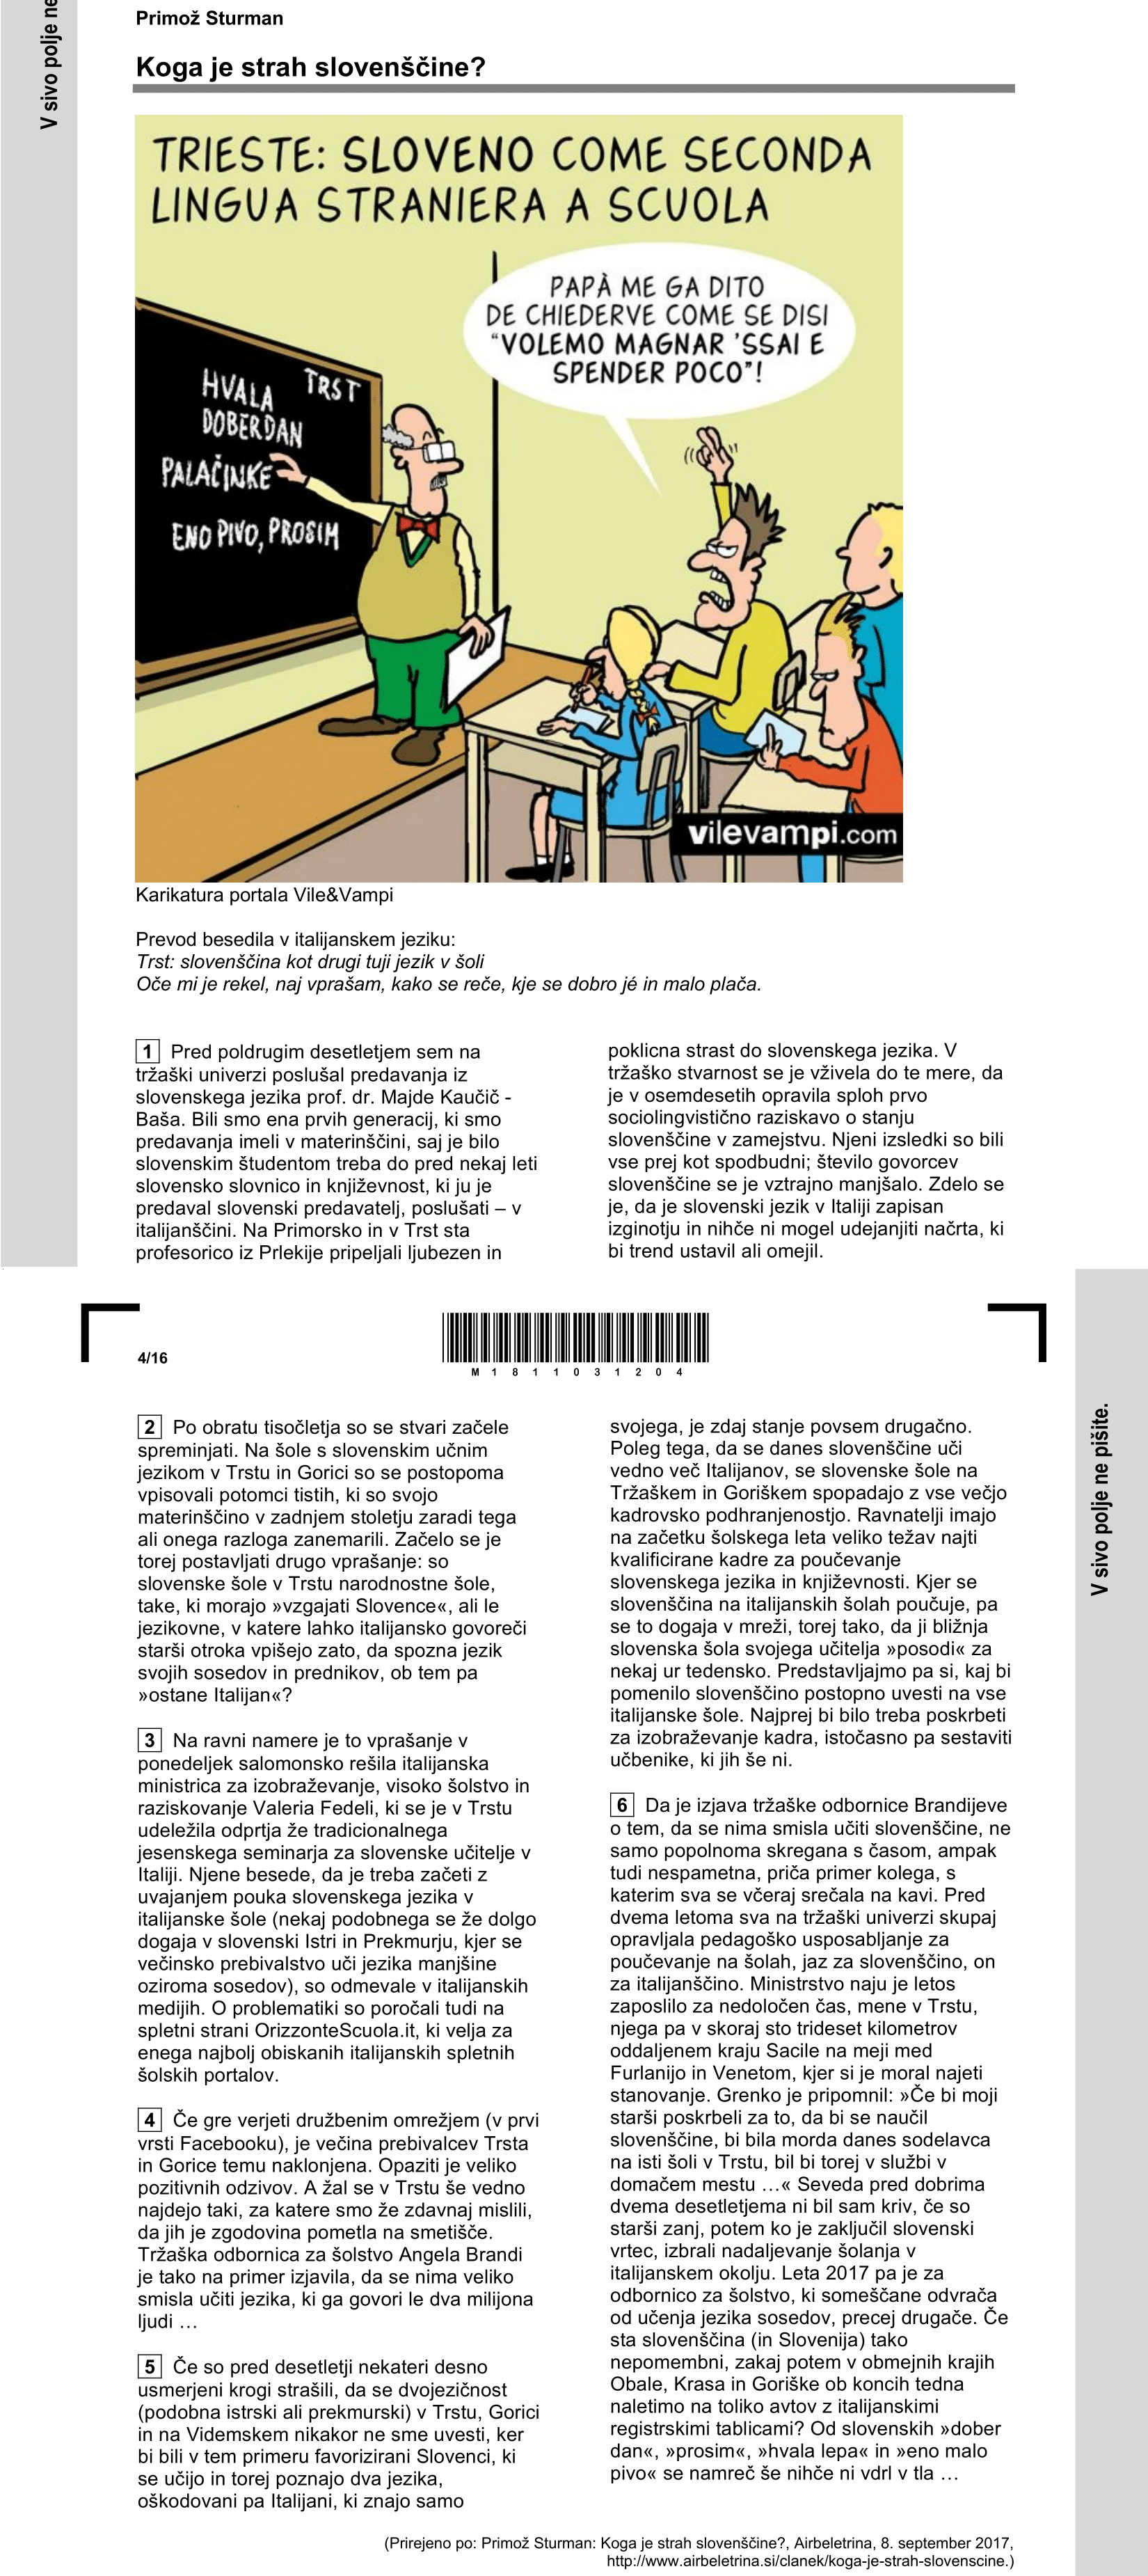 V sivo polje ne
Primož Sturman
Koga je strah slovenščine?
TRIESTE: SLOVENO COME SECONDA
LINGUA STRANIERA A SCUOLA
PAPÀ ME GA DITO
DE CHIEDERVE COME SE DISI
“VOLEMO MAGNAR 'SSAI E
SPENDER POCO”!
HVALA TRST
DOBERDAN
PALAČINKE
ENO PIVO, PROSIM
vilevampi.com
Karikatura portala Vile&Vampi
Prevod besedila v italijanskem jeziku:
Trst: slovenščina kot drugi tuji jezik v šoli
Oče mi je rekel, naj vprašam, kako se reče, kje se dobro jé in malo plača.
1 Pred poldrugim desetletjem sem na
tržaški univerzi poslušal predavanja iz
slovenskega jezika prof. dr. Majde Kaučič -
Baša. Bili smo ena prvih generacij, ki smo
predavanja imeli v materinščini, saj je bilo
slovenskim študentom treba do pred nekaj leti
slovensko slovnico in književnost, ki ju je
predaval slovenski predavatelj, poslušati – v
italijanščini. Na Primorsko in v Trst sta
profesorico iz Prlekije pripeljali ljubezen in
poklicna strast do slovenskega jezika. V
tržaško stvarnost se je vživela do te mere, da
je v osemdesetih opravila sploh prvo
sociolingvistično raziskavo o stanju
slovenščine v zamejstvu. Njeni izsledki so bili
vse prej kot spodbudni; število govorcev
slovenščine se je vztrajno manjšalo. Zdelo se
je, da je slovenski jezik v Italiji zapisan
izginotju in nihče ni mogel udejanjiti načrta, ki
bi trend ustavil ali omejil.
4/16
M 1 8 1 1 0 3 1 2 0 4
V sivo polje ne pišite.
2 Po obratu tisočletja so se stvari začele
spreminjati. Na šole s slovenskim učnim
jezikom v Trstu in Gorici so se postopoma
vpisovali potomci tistih, ki so svojo
materinščino v zadnjem stoletju zaradi tega
ali onega razloga zanemarili. Začelo se je
torej postavljati drugo vprašanje: so
slovenske šole v Trstu narodnostne šole,
take, ki morajo »vzgajati Slovence«, ali le
jezikovne, v katere lahko italijansko govoreči
starši otroka vpišejo zato, da spozna jezik
svojih sosedov in prednikov, ob tem pa
»ostane Italijan«?
3 Na ravni namere je to vprašanje v
ponedeljek salomonsko rešila italijanska
ministrica za izobraževanje, visoko šolstvo in
raziskovanje Valeria Fedeli, ki se je v Trstu
udeležila odprtja že tradicionalnega
jesenskega seminarja za slovenske učitelje v
Italiji. Njene besede, da je treba začeti z
uvajanjem pouka slovenskega jezika v
italijanske šole (nekaj podobnega se že dolgo
dogaja v slovenski Istri in Prekmurju, kjer se
večinsko prebivalstvo uči jezika manjšine
oziroma sosedov), so odmevale v italijanskih
medijih. O problematiki so poročali tudi na
spletni strani OrizzonteScuola.it, ki velja za
enega najbolj obiskanih italijanskih spletnih
šolskih portalov.
4 Če gre verjeti družbenim omrežjem (v prvi
vrsti Facebooku), je večina prebivalcev Trsta
in Gorice temu naklonjena. Opaziti je veliko
pozitivnih odzivov. A žal se v Trstu še vedno
najdejo taki, za katere smo že zdavnaj mislili,
da jih je zgodovina pometla na smetišče.
Tržaška odbornica za šolstvo Angela Brandi
je tako na primer izjavila, da se nima veliko
smisla učiti jezika, ki ga govori le dva milijona
ljudi …
5 Če so pred desetletji nekateri desno
usmerjeni krogi strašili, da se dvojezičnost
(podobna istrski ali prekmurski) v Trstu, Gorici
in na Videmskem nikakor ne sme uvesti, ker
bi bili v tem primeru favorizirani Slovenci, ki
se učijo in torej poznajo dva jezika,
oškodovani pa Italijani, ki znajo samo
svojega, je zdaj stanje povsem drugačno.
Poleg tega, da se danes slovenščine uči
vedno več Italijanov, se slovenske šole na
Tržaškem in Goriškem spopadajo z vse večjo
kadrovsko podhranjenostjo. Ravnatelji imajo
na začetku šolskega leta veliko težav najti
kvalificirane kadre za poučevanje
slovenskega jezika in književnosti. Kjer se
slovenščina na italijanskih šolah poučuje, pa
se to dogaja v mreži, torej tako, da ji bližnja
slovenska šola svojega učitelja »posodi« za
nekaj ur tedensko. Predstavljajmo pa si, kaj bi
pomenilo slovenščino postopno uvesti na vse
italijanske šole. Najprej bi bilo treba poskrbeti
za izobraževanje kadra, istočasno pa sestaviti
učbenike, ki jih še ni.
6 Da je izjava tržaške odbornice Brandijeve
o tem, da se nima smisla učiti slovenščine, ne
samo popolnoma skregana s časom, ampak
tudi nespametna, priča primer kolega, s
katerim sva se včeraj srečala na kavi. Pred
dvema letoma sva na tržaški univerzi skupaj
opravljala pedagoško usposabljanje za
poučevanje na šolah, jaz za slovenščino, on
za italijanščino. Ministrstvo naju je letos
zaposlilo za nedoločen čas, mene v Trstu,
njega pa v skoraj sto trideset kilometrov
oddaljenem kraju Sacile na meji med
Furlanijo in Venetom, kjer si je moral najeti
stanovanje. Grenko je pripomnil: »Če bi moji
starši poskrbeli za to, da bi se naučil
slovenščine, bi bila morda danes sodelavca
na isti šoli v Trstu, bil bi torej v službi v
domačem mestu …« Seveda pred dobrima
dvema desetletjema ni bil sam kriv, če so
starši zanj, potem ko je zaključil slovenski
vrtec, izbrali nadaljevanje šolanja v
italijanskem okolju. Leta 2017 pa je za
odbornico za šolstvo, ki someščane odvrača
od učenja jezika sosedov, precej drugače. Če
sta slovenščina (in Slovenija) tako
nepomembni, zakaj potem v obmejnih krajih
Obale, Krasa in Goriške ob koncih tedna
naletimo na toliko avtov z italijanskimi
registrskimi tablicami? Od slovenskih »dober
dan«, »prosim«, »hvala lepa« in »eno malo
pivo« se namreč še nihče ni vdrl v tla …
(Prirejeno po: Primož Sturman: Koga je strah slovenščine?, Airbeletrina, 8. september 2017,
http://www.airbeletrina.si/clanek/koga-je-strah-slovenscine.)